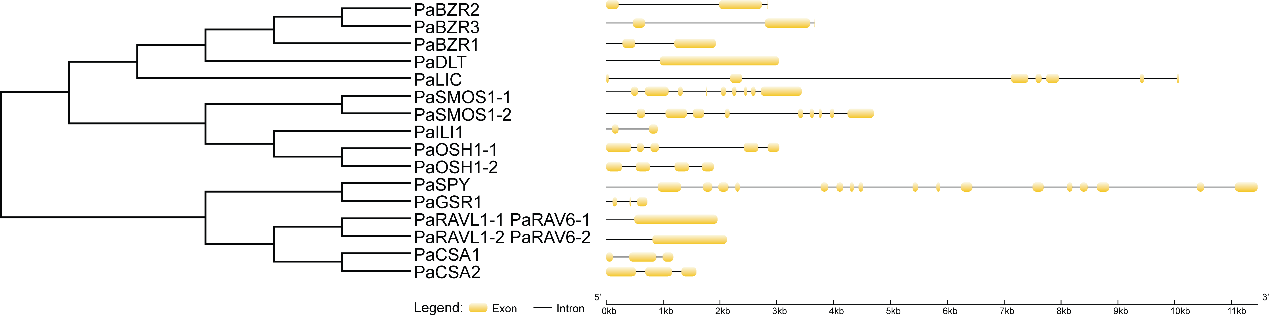 PaBZR2
PaBZR3
PaBZR1
PaDLT
PaLIC
PaSMOS1-1
PaSMOS1-2
PaILI1
PaOSH1-1
PaOSH1-2
PaSPY
PaGSR1
PaRAVL1-1 PaRAV6-1
PaRAVL1-2 PaRAV6-2
PaCSA1
PaCSA2
Legend: Exon Intron
5' 3'
0kb 1kb 2kb 3kb 4kb 5kb 6kb 7kb 8kb 9kb 10kb 11kb